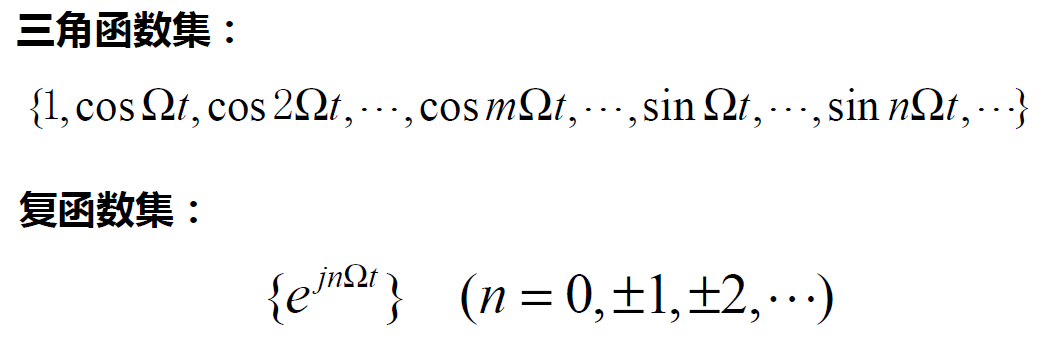 三角函数集：
{1, cos Ωt, cos 2Ωt, ⋯, cos mΩt, ⋯, sin Ωt, ⋯, sin nΩt, ⋯}
复函数集：
{e^{jnΩt}} (n = 0, ±1, ±2, ⋯)